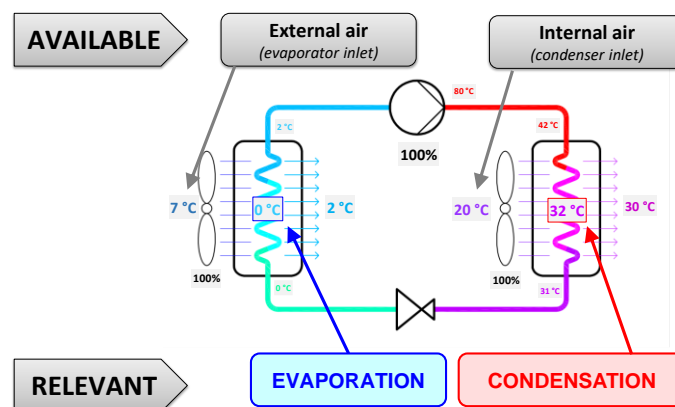 AVAILABLE
External air
(evaporator inlet)
Internal air
(condenser inlet)
80 °C
2 °C
42 °C
100%
7 °C
0 °C
2 °C
20 °C
32 °C
30 °C
100%
0 °C
100%
31 °C
EVAPORATION
CONDENSATION
RELEVANT